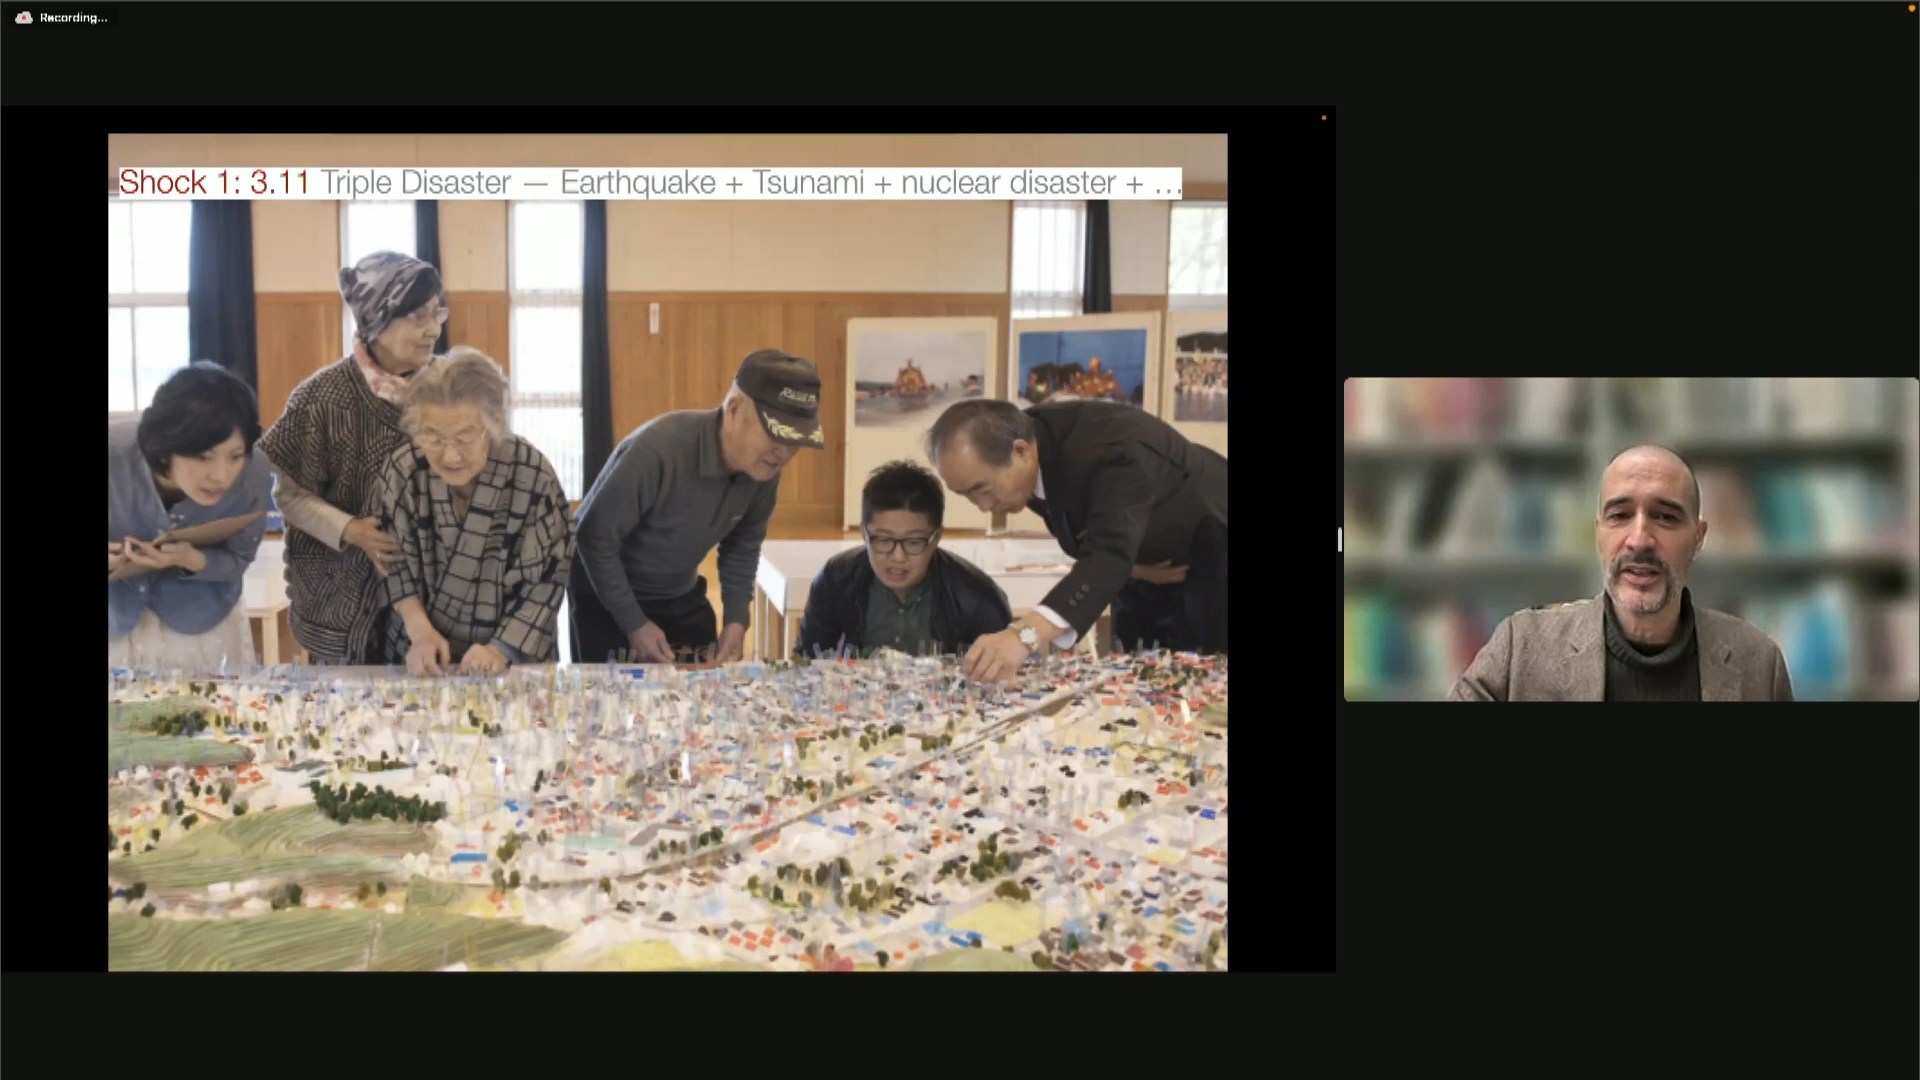 Recording...
Shock 1: 3.11 Triple Disaster — Earthquake + Tsunami + nuclear disaster + ...